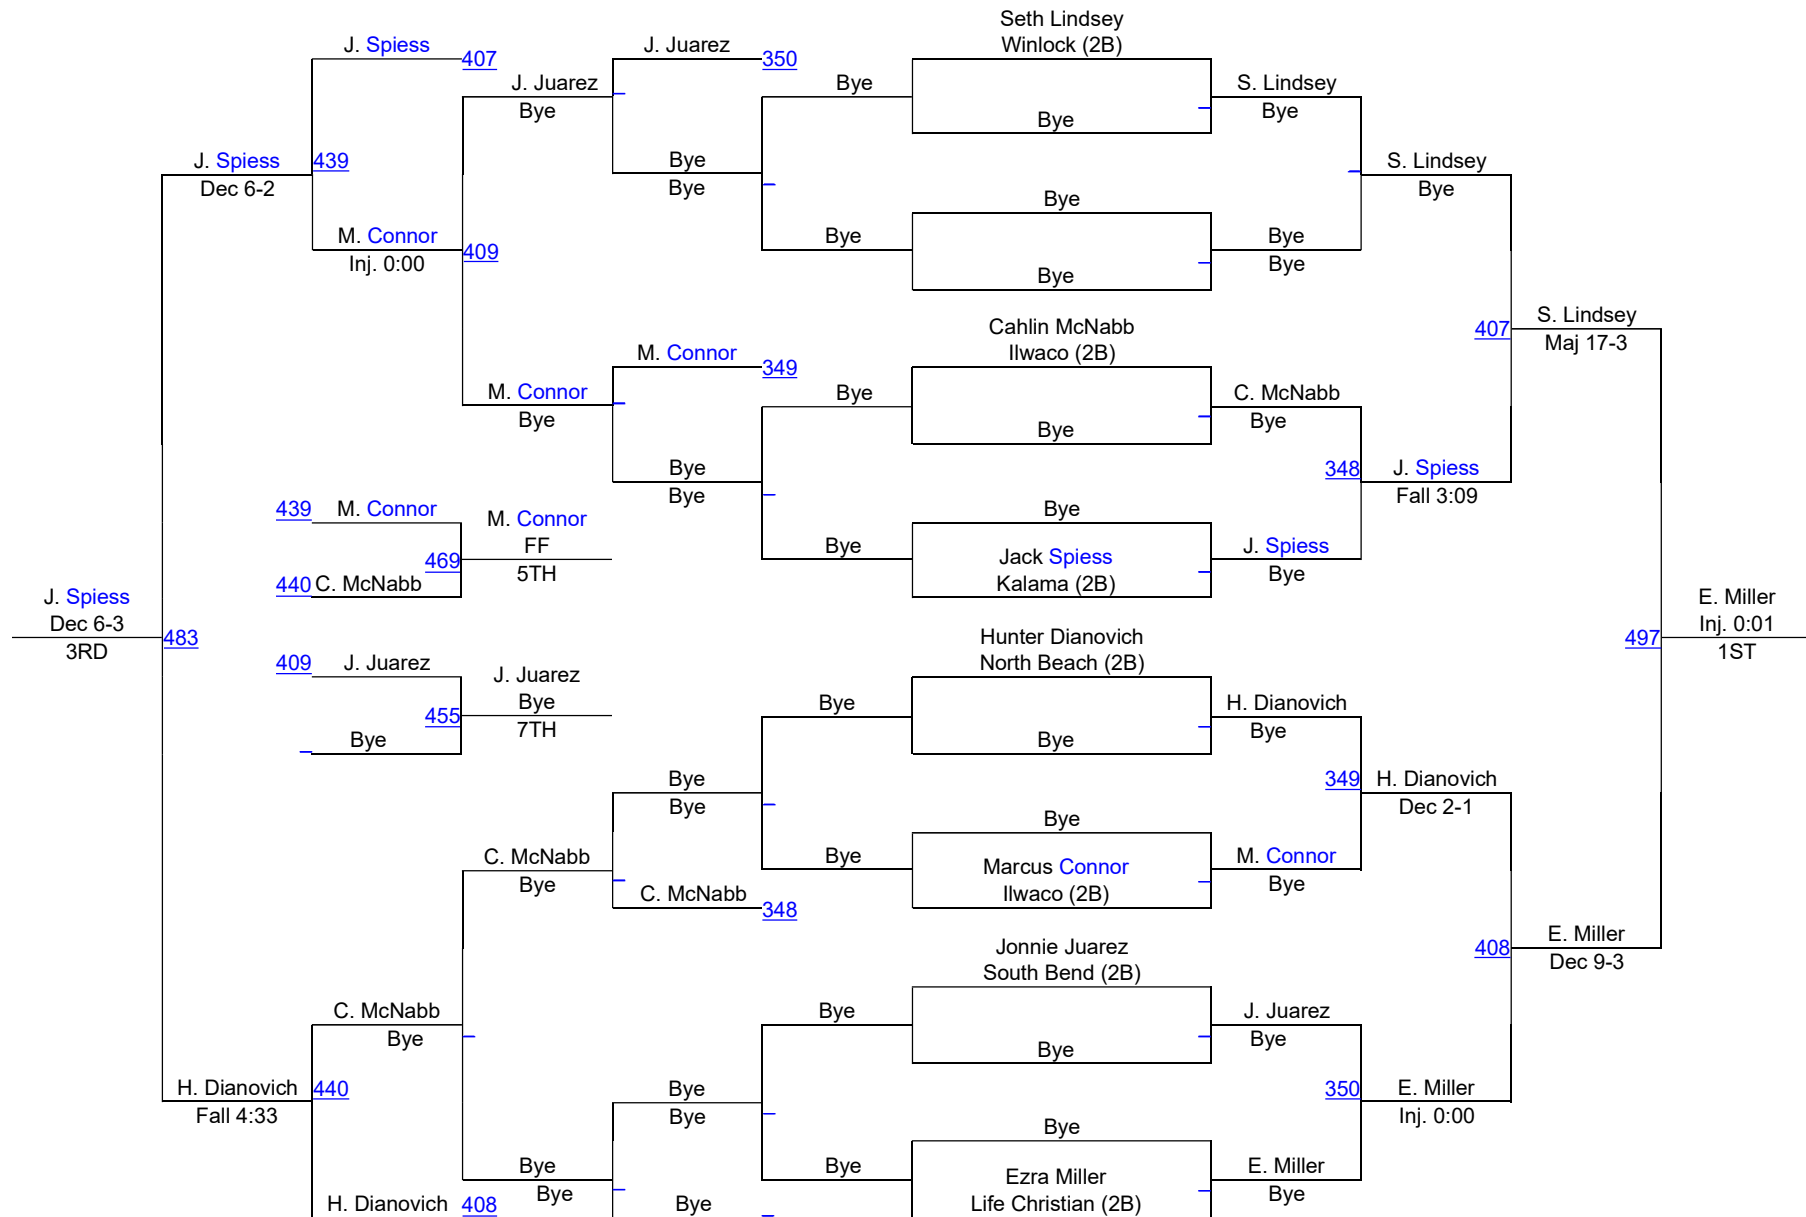 Seth Lindsey
J. Spiess
407
J. Juarez
350
Winlock (2B)
J. Juarez
Bye
S. Lindsey
Bye
Bye
Bye
J. Spiess
439
Bye
S. Lindsey
Dec 6-2
Bye
Bye
Bye
M. Connor
409
Bye
Bye
Inj. 0:00
Bye
Bye
Cahlin McNabb
407
S. Lindsey
M. Connor
349
Ilwaco (2B)
Maj 17-3
M. Connor
Bye
C. McNabb
Bye
Bye
Bye
Bye
348
J. Spiess
Bye
Fall 3:09
439
M. Connor
M. Connor
Bye
FF
Bye
Jack Spiess
J. Spiess
469
5TH
Kalama (2B)
Bye
440
C. McNabb
J. Spiess
E. Miller
Dec 6-3
Inj. 0:01
3RD
483
Hunter Dianovich
497
1ST
409
J. Juarez
J. Juarez
North Beach (2B)
Bye
Bye
H. Dianovich
455
7TH
Bye
Bye
Bye
Bye
349
H. Dianovich
Bye
Dec 2-1
Bye
C. McNabb
Bye
Marcus Connor
M. Connor
Bye
C. McNabb
348
Ilwaco (2B)
Bye
Jonnie Juarez
408
E. Miller
South Bend (2B)
Dec 9-3
C. McNabb
Bye
J. Juarez
Bye
Bye
Bye
H. Dianovich
440
Bye
350
E. Miller
Fall 4:33
Bye
Inj. 0:00
Bye
Bye
Bye
Ezra Miller
E. Miller
Bye
Bye
H. Dianovich
408
Bye
Life Christian (2B)